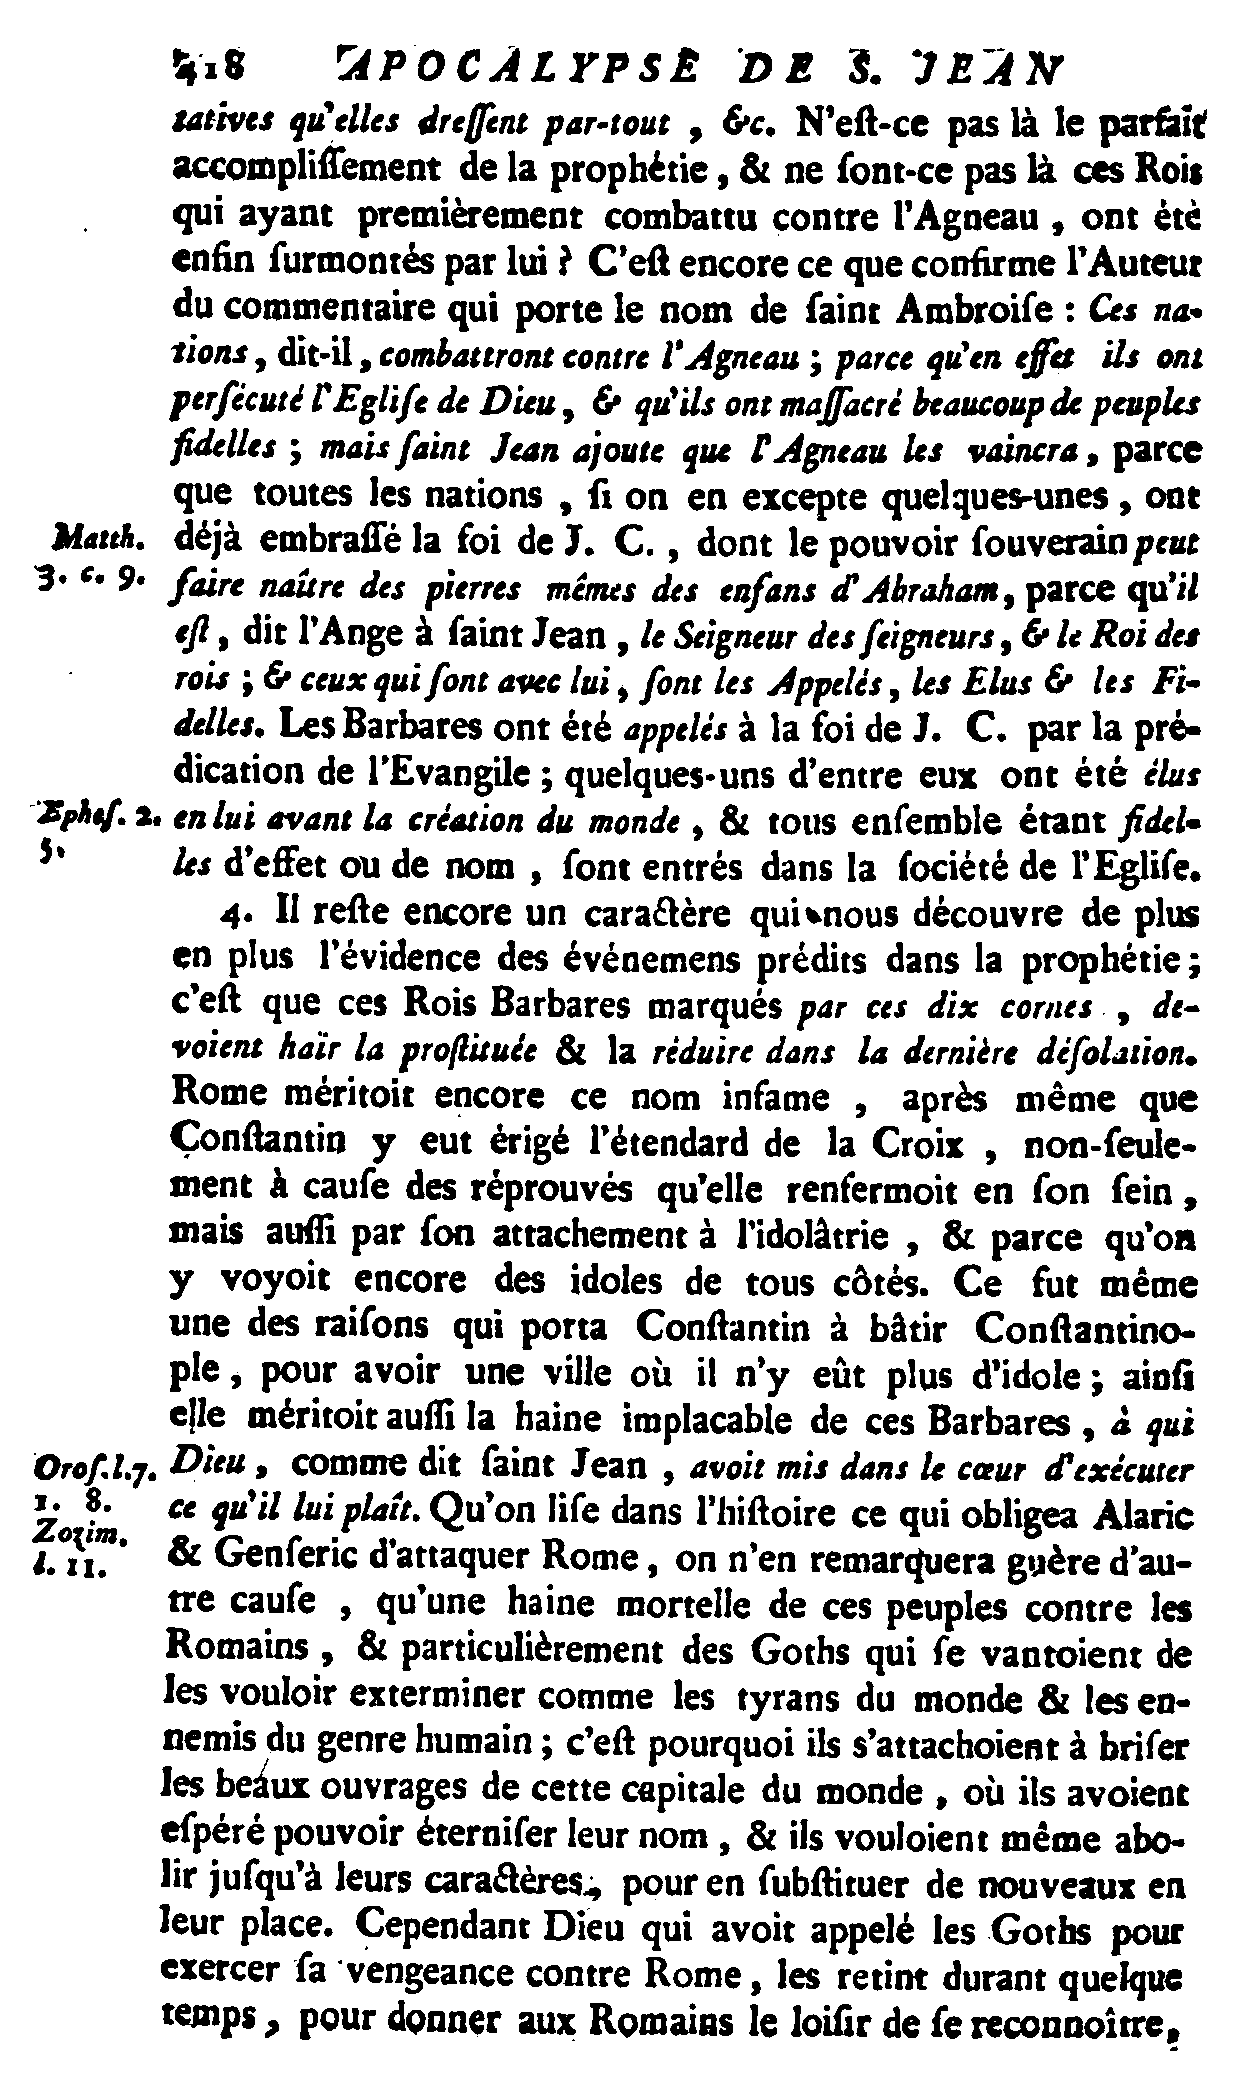 418 APOCALYPSE DE S. JEAN
tatives qu'elles dreſſent par-tout , &c. N'eſt-ce pas là le parfait
accompliſſement de la prophétie, & ne ſont-ce pas là ces Rois
qui ayant premièrement combattu contre l'Agneau , ont été
enfin ſurmontés par lui ? C'eſt encore ce que confirme l'Auteur
du commentaire qui porte le nom de ſaint Ambroiſe : Ces na-
tions, dit-il, combattront contre l'Agneau ; parce qu'en effet ils ont
perſécuté l'Egliſe de Dieu, & qu'ils ont maſſacré beaucoup de peuples
fidelles ; mais ſaint Jean ajoute que l'Agneau les vaincra, parce
que toutes les nations , ſi on en excepte quelques-unes , ont
Matth. déjà embraſſé la foi de J. C. , dont le pouvoir ſouverain peut
3. c. 9. faire naître des pierres mêmes des enfans d'Abraham, parce qu'il
eſt, dit l'Ange à ſaint Jean , le Seigneur des ſeigneurs, & le Roi des
rois ; & ceux qui ſont avec lui, ſont les Appelés, les Elus & les Fi-
delles. Les Barbares ont été appelés à la foi de J. C. par la pré-
dication de l'Evangile ; quelques-uns d'entre eux ont été élus
Epheſ. 2. en lui avant la création du monde , & tous enſemble étant fidel-
5. les d'effet ou de nom , ſont entrés dans la ſociété de l'Egliſe.
4. Il reſte encore un caractère qui nous découvre de plus
en plus l'évidence des événemens prédits dans la prophétie ;
c'eſt que ces Rois Barbares marqués par ces dix cornes , de-
voient haïr la proſtituée & la réduire dans la dernière déſolation.
Rome méritoit encore ce nom infame , après même que
Conſtantin y eut érigé l'étendard de la Croix , non-ſeule-
ment à cauſe des réprouvés qu'elle renfermoit en ſon ſein ,
mais auſſi par ſon attachement à l'idolâtrie , & parce qu'on
y voyoit encore des idoles de tous côtés. Ce fut même
une des raiſons qui porta Conſtantin à bâtir Conſtantino-
ple , pour avoir une ville où il n'y eût plus d'idole ; ainſi
elle méritoit auſſi la haine implacable de ces Barbares , à qui
Oroſ. l. 7. Dieu, comme dit ſaint Jean , avoit mis dans le cœur d'exécuter
1. 8. ce qu'il lui plaît. Qu'on liſe dans l'hiſtoire ce qui obligea Alaric
Zozim.
l. 11. & Genſeric d'attaquer Rome, on n'en remarquera guère d'au-
tre cauſe , qu'une haine mortelle de ces peuples contre les
Romains , & particulièrement des Goths qui ſe vantoient de
les vouloir exterminer comme les tyrans du monde & les en-
nemis du genre humain ; c'eſt pourquoi ils s'attachoient à briſer
les beaux ouvrages de cette capitale du monde , où ils avoient
eſpéré pouvoir éterniſer leur nom , & ils vouloient même abo-
lir juſqu'à leurs caractères, pour en ſubſtituer de nouveaux en
leur place. Cependant Dieu qui avoit appelé les Goths pour
exercer ſa vengeance contre Rome, les retint durant quelque
temps, pour donner aux Romains le loiſir de ſe reconnoître,